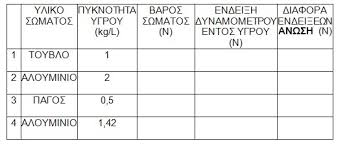 ΥΛΙΚΟ ΣΩΜΑΤΟΣ ΠΥΚΝΟΤΗΤΑ ΥΓΡΟΥ (kg/L) ΒΑΡΟΣ ΣΩΜΑΤΟΣ (N) ΕΝΔΕΙΞΗ ΔΥΝΑΜΟΜΕΤΡΟΥ ΕΝΤΟΣ ΥΓΡΟΥ (N) ΔΙΑΦΟΡΑ ΕΝΔΕΙΞΕΩΝ ΑΝΩΣΗ (N)
1 ΤΟΥΒΛΟ 1
2 ΑΛΟΥΜΙΝΙΟ 2
3 ΠΑΓΟΣ 0,5
4 ΑΛΟΥΜΙΝΙΟ 1,42